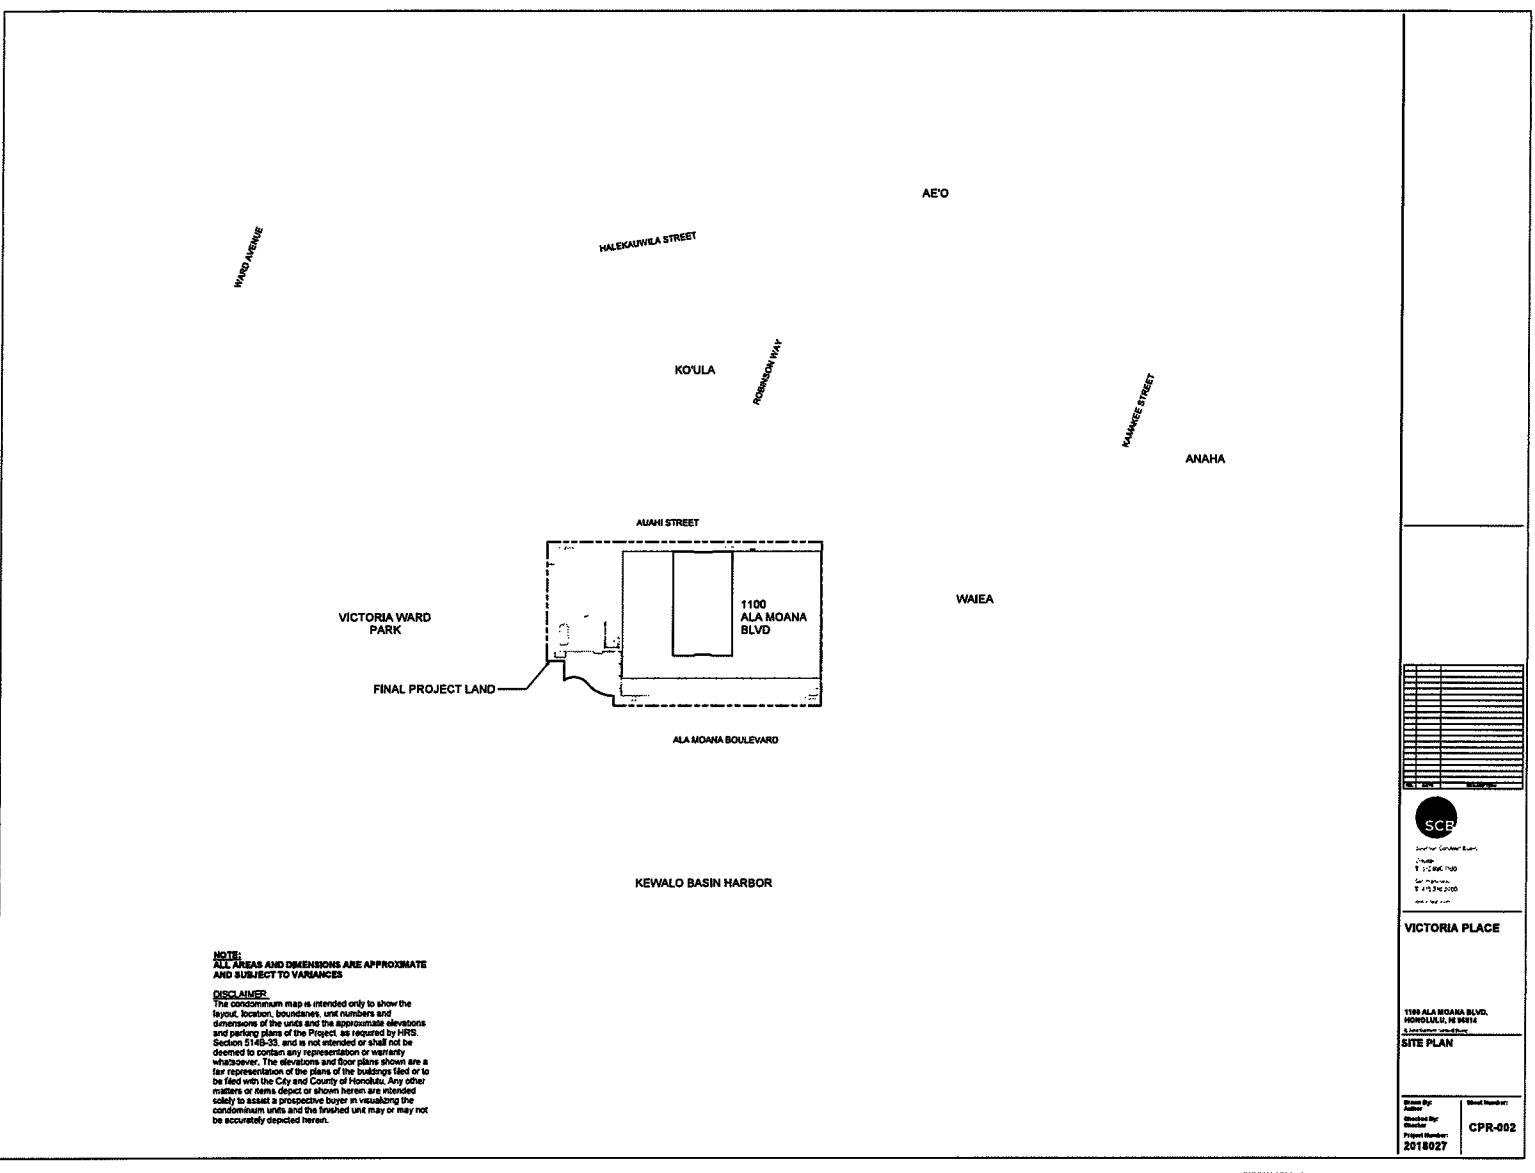 AE'O
WARD AVENUE
HALEKAUWILA STREET
KO'ULA
ROBINSON WAY
KAMAKEE STREET
ANAHA
AUAHI STREET
VICTORIA WARD
PARK
1100
ALA MOANA
BLVD
WAIEA
FINAL PROJECT LAND
ALA MOANA BOULEVARD
KEWALO BASIN HARBOR
NOTE:
ALL AREAS AND DIMENSIONS ARE APPROXIMATE
AND SUBJECT TO VARIANCES
DISCLAIMER
The condominium map is intended only to show the
layout, location, boundaries, unit numbers and
dimensions of the units and the approximate elevations
and parking plans of the Project, as required by HRS.
Section 514B-33, and is not intended or shall not be
deemed to contain any representation or warranty
whatsoever. The elevations and floor plans shown are a
fair representation of the plans of the buildings filed or to
be filed with the City and County of Honolulu. Any other
matters or items depict or shown herein are intended
solely to assist a prospective buyer in visualizing the
condominium units and the finished unit may or may not
be accurately depicted herein.
NO. DATE DESCRIPTION
SCB
VICTORIA PLACE
1100 ALA MOANA BLVD,
HONOLULU, HI 96814
SITE PLAN
Drawn By:
Author
Checked By:
Checker
Project Number:
2018027
Sheet Number:
CPR-002